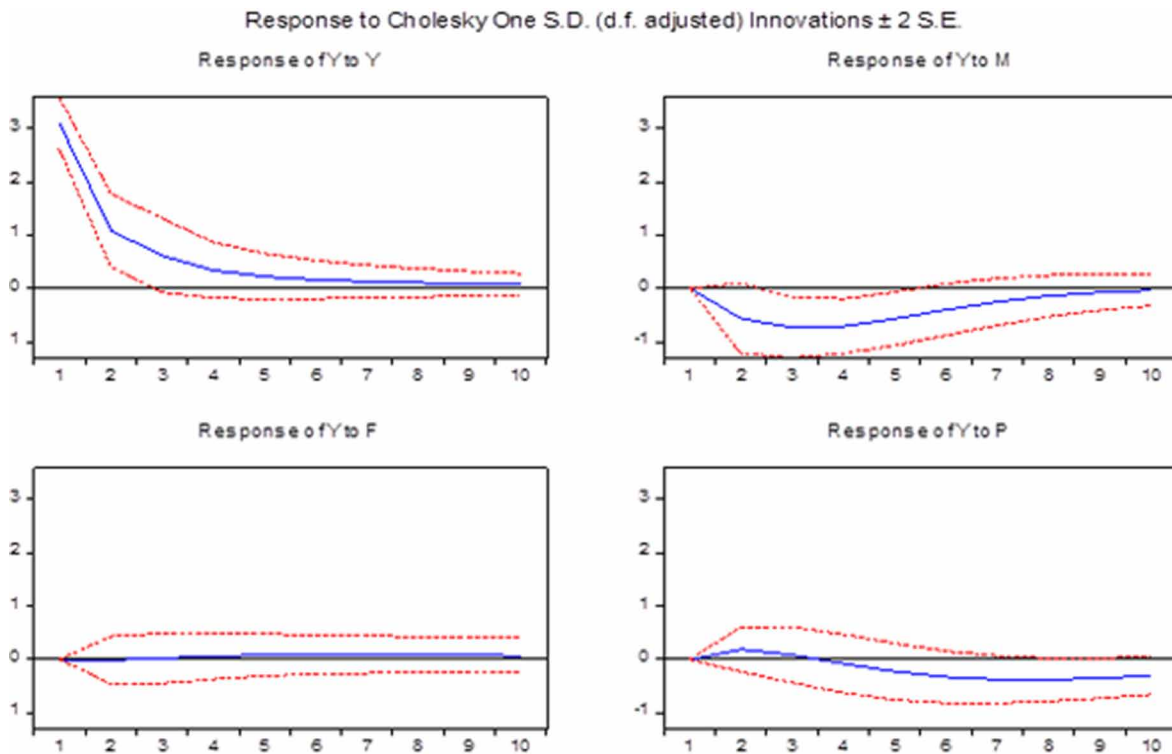 Response to Cholesky One S.D. (d.f. adjusted) Innovations ± 2 S.E.
Response of Y to Y
3
2
1
0
1
1 2 3 4 5 6 7 8 9 10
Response of Y to M
3
2
1
0
-1
1 2 3 4 5 6 7 8 9 10
Response of Y to F
3
2
1
0
1
1 2 3 4 5 6 7 8 9 10
Response of Y to P
3
2
1
0
-1
1 2 3 4 5 6 7 8 9 10